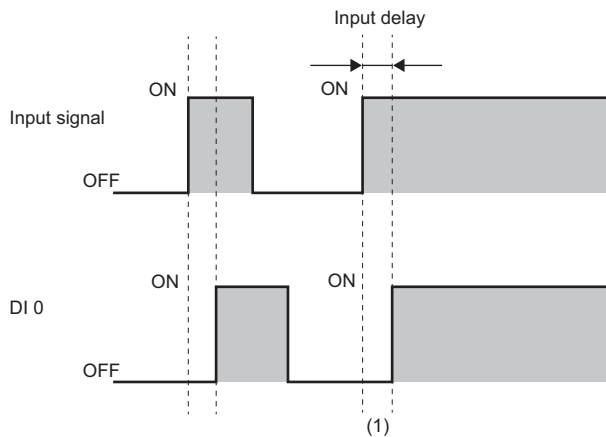 Input delay
ON
ON
Input signal
OFF
ON
ON
DI 0
OFF
(1)